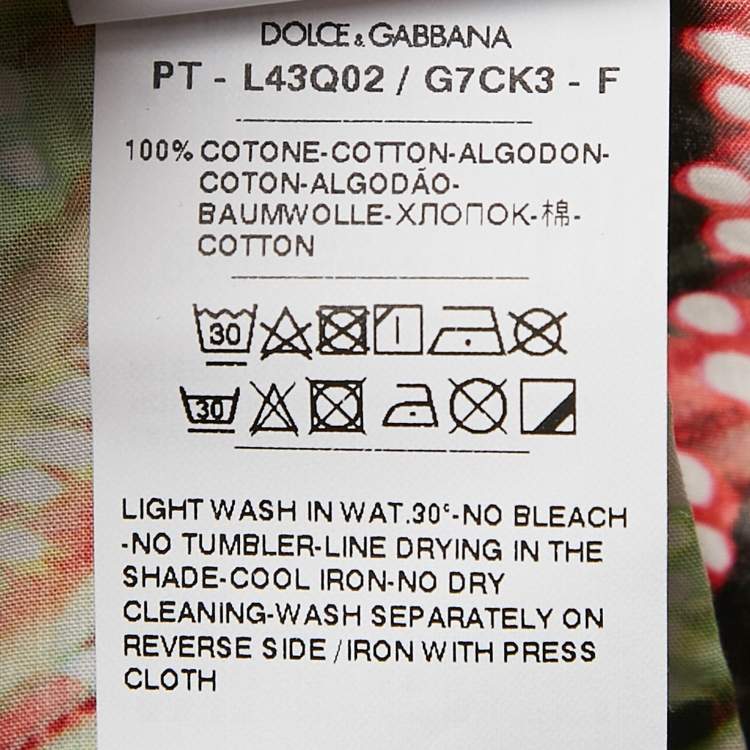 DOLCE & GABBANA
PT - L43Q02 / G7CK3 - F
100% COTONE-COTTON-ALGODON-
COTON-ALGODÃO-
BAUMWOLLE-ХЛОПОК-棉-
COTTON
30
30
LIGHT WASH IN WAT.30°-NO BLEACH
-NO TUMBLER-LINE DRYING IN THE
SHADE-COOL IRON-NO DRY
CLEANING-WASH SEPARATELY ON
REVERSE SIDE /IRON WITH PRESS
CLOTH